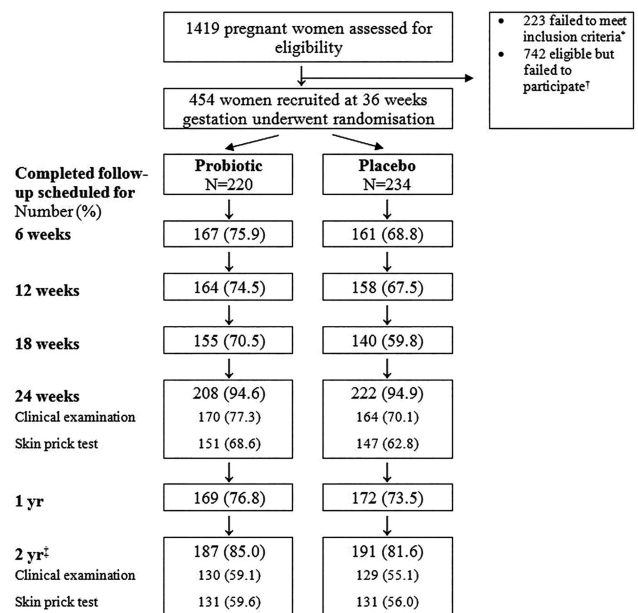 1419 pregnant women assessed for
eligibility
• 223 failed to meet
inclusion criteria*
• 742 eligible but
failed to
participate†
454 women recruited at 36 weeks
gestation underwent randomisation
Completed follow-
up scheduled for
Number (%)
Probiotic
N=220
Placebo
N=234
6 weeks 167 (75.9) 161 (68.8)
12 weeks 164 (74.5) 158 (67.5)
18 weeks 155 (70.5) 140 (59.8)
24 weeks 208 (94.6) 222 (94.9)
Clinical examination 170 (77.3) 164 (70.1)
Skin prick test 151 (68.6) 147 (62.8)
1 yr 169 (76.8) 172 (73.5)
2 yr‡ 187 (85.0) 191 (81.6)
Clinical examination 130 (59.1) 129 (55.1)
Skin prick test 131 (59.6) 131 (56.0)